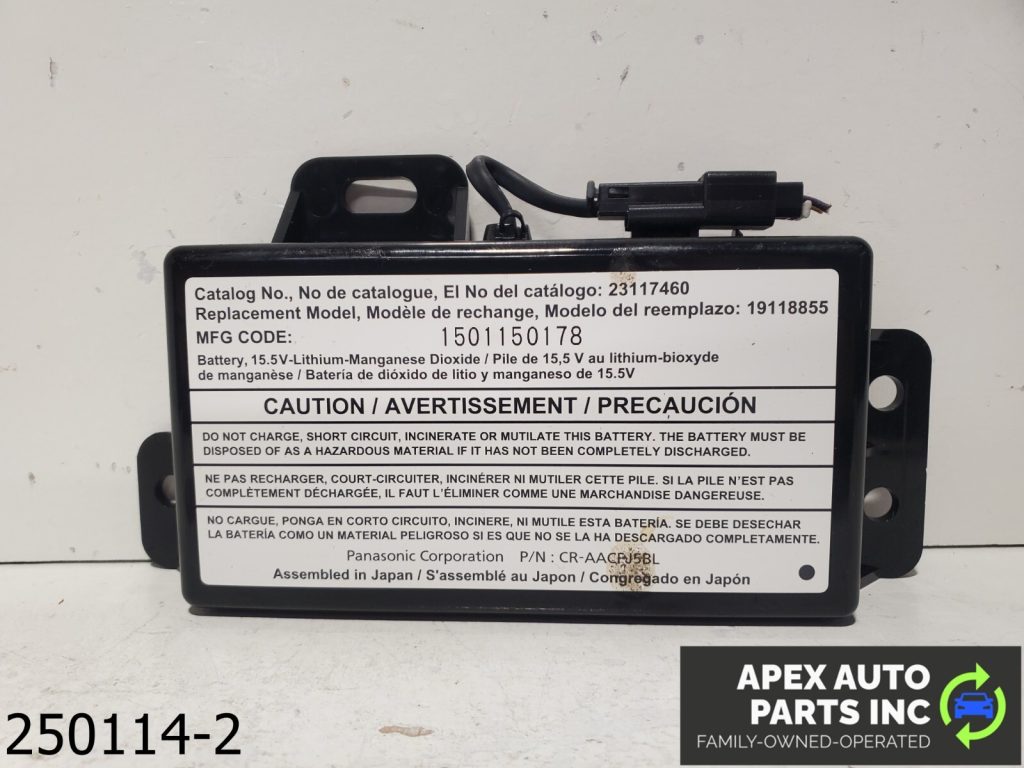 Catalog No., No de catalogue, El No del catálogo: 23117460
Replacement Model, Modèle de rechange, Modelo del reemplazo: 19118855
MFG CODE: 1501150178
Battery, 15.5V-Lithium-Manganese Dioxide / Pile de 15,5 V au lithium-bioxyde
de manganèse / Batería de dióxido de litio y manganeso de 15.5V
CAUTION / AVERTISSEMENT / PRECAUCIÓN
DO NOT CHARGE, SHORT CIRCUIT, INCINERATE OR MUTILATE THIS BATTERY. THE BATTERY MUST BE
DISPOSED OF AS A HAZARDOUS MATERIAL IF IT HAS NOT BEEN COMPLETELY DISCHARGED.
NE PAS RECHARGER, COURT-CIRCUITER, INCINÉRER NI MUTILER CETTE PILE. SI LA PILE N'EST PAS
COMPLÈTEMENT DÉCHARGÉE, IL FAUT L'ÉLIMINER COMME UNE MARCHANDISE DANGEREUSE.
NO CARGUE, PONGA EN CORTO CIRCUITO, INCINERE, NI MUTILE ESTA BATERÍA. SE DEBE DESECHAR
LA BATERÍA COMO UN MATERIAL PELIGROSO SI ES QUE NO SE LA HA DESCARGADO COMPLETAMENTE.
Panasonic Corporation P/N : CR-AACPJ5BL
Assembled in Japan / S'assemblé au Japon / Congregado en Japón
250114-2
APEX AUTO
PARTS INC
FAMILY-OWNED-OPERATED